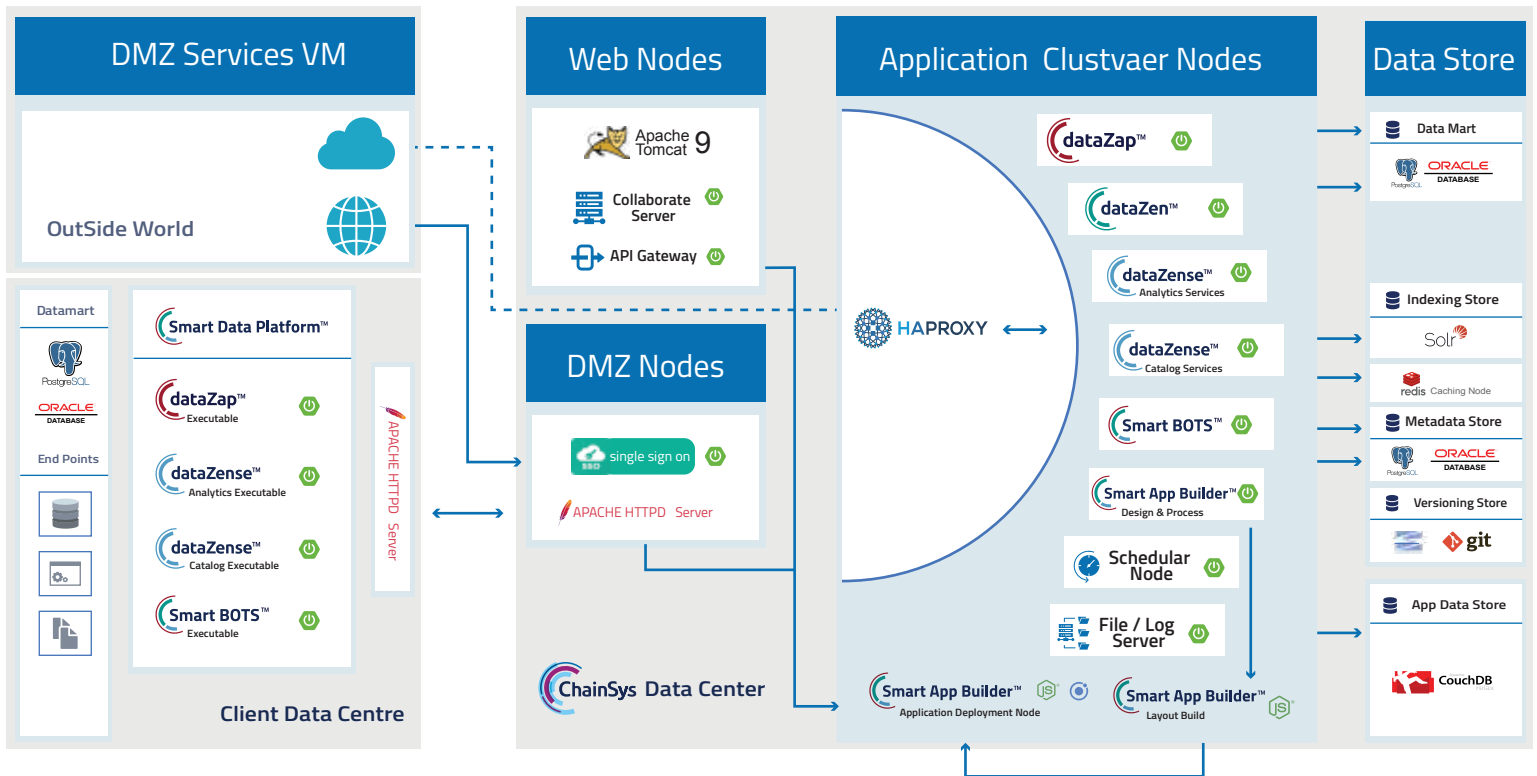 DMZ Services VM
OutSide World
Datamart
PostgreSQL
ORACLE
DATABASE
End Points
Smart Data Platform™
dataZap™
Executable
dataZense™
Analytics Executable
dataZense™
Catalog Executable
Smart BOTS™
Executable
APACHE HTTPD Server
Client Data Centre
Web Nodes
Apache
Tomcat 9
Collaborate
Server
API Gateway
DMZ Nodes
SSO
single sign on
APACHE HTTPD Server
ChainSys Data Center
Application Clustvaer Nodes
HAPROXY
dataZap™
dataZen™
dataZense™
Analytics Services
dataZense™
Catalog Services
Smart BOTS™
Smart App Builder™
Design & Process
Schedular
Node
File / Log
Server
Smart App Builder™
JS
Application Deployment Node
Smart App Builder™
JS
Layout Build
Data Store
Data Mart
PostgreSQL
ORACLE
DATABASE
Indexing Store
Solr
redis Caching Node
Metadata Store
PostgreSQL
ORACLE
DATABASE
Versioning Store
git
App Data Store
CouchDB